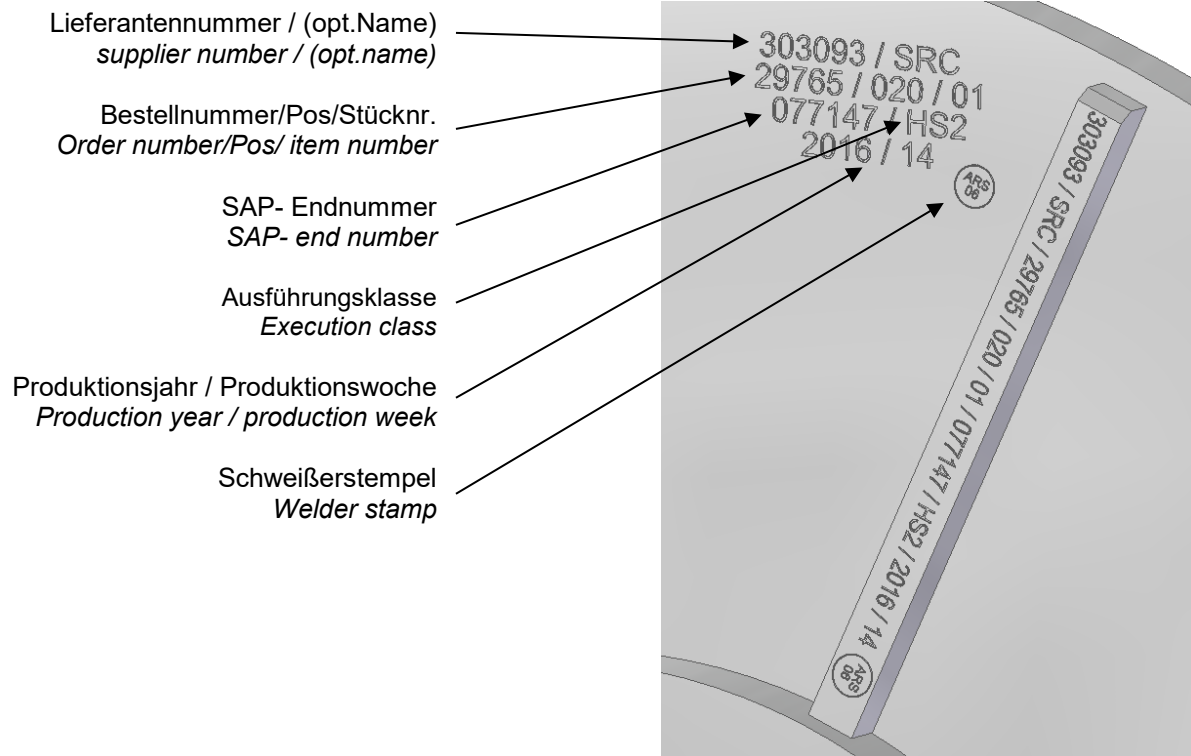 Lieferantennummer / (opt.Name)
supplier number / (opt.name)
Bestellnummer/Pos/Stücknr.
Order number/Pos/ item number
SAP- Endnummer
SAP- end number
Ausführungsklasse
Execution class
Produktionsjahr / Produktionswoche
Production year / production week
Schweißerstempel
Welder stamp
303093 / SRC
29765 / 020 / 01
077147 / HS2
2016 / 14
ARS
06
303093 / SRC / 29765 / 020 / 01 / 077147 / HS2 / 2016 / 14
ARS
06